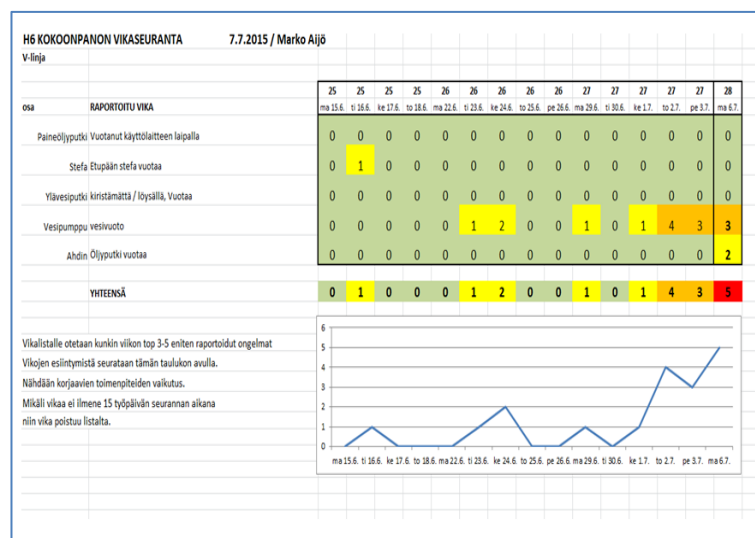 H6 KOKOONPANON VIKASEURANTA 7.7.2015 / Marko Aijö
V-linja
25 25 25 25 26 26 26 26 26 27 27 27 27 27 28
osa RAPORTOITU VIKA ma 15.6. ti 16.6. ke 17.6. to 18.6. ma 22.6. ti 23.6. ke 24.6. to 25.6. pe 26.6. ma 29.6. ti 30.6. ke 1.7. to 2.7. pe 3.7. ma 6.7.
Paineöljyputki Vuotanut käyttölaitteen laipalla 0 0 0 0 0 0 0 0 0 0 0 0 0 0 0
Stefa Etupään stefa vuotaa 0 1 0 0 0 0 0 0 0 0 0 0 0 0 0
Ylävesiputki kiristämättä / löysällä, Vuotaa 0 0 0 0 0 0 0 0 0 0 0 0 0 0 0
Vesipumppu vesivuoto 0 0 0 0 0 1 2 0 0 1 0 1 4 3 3
Ahdin Öljyputki vuotaa 0 0 0 0 0 0 0 0 0 0 0 0 0 0 2
YHTEENSÄ 0 1 0 0 0 1 2 0 0 1 0 1 4 3 5
Vikalistalle otetaan kunkin viikon top 3-5 eniten raportoidut ongelmat
Vikojen esiintymistä seurataan tämän taulukon avulla.
Nähdään korjaavien toimenpiteiden vaikutus.
Mikäli vikaa ei ilmene 15 työpäivän seurannan aikana
niin vika poistuu listalta.
6
5
4
3
2
1
0
ma 15.6. ti 16.6. ke 17.6. to 18.6. ma 22.6. ti 23.6. ke 24.6. to 25.6. pe 26.6. ma 29.6. ti 30.6. ke 1.7. to 2.7. pe 3.7. ma 6.7.